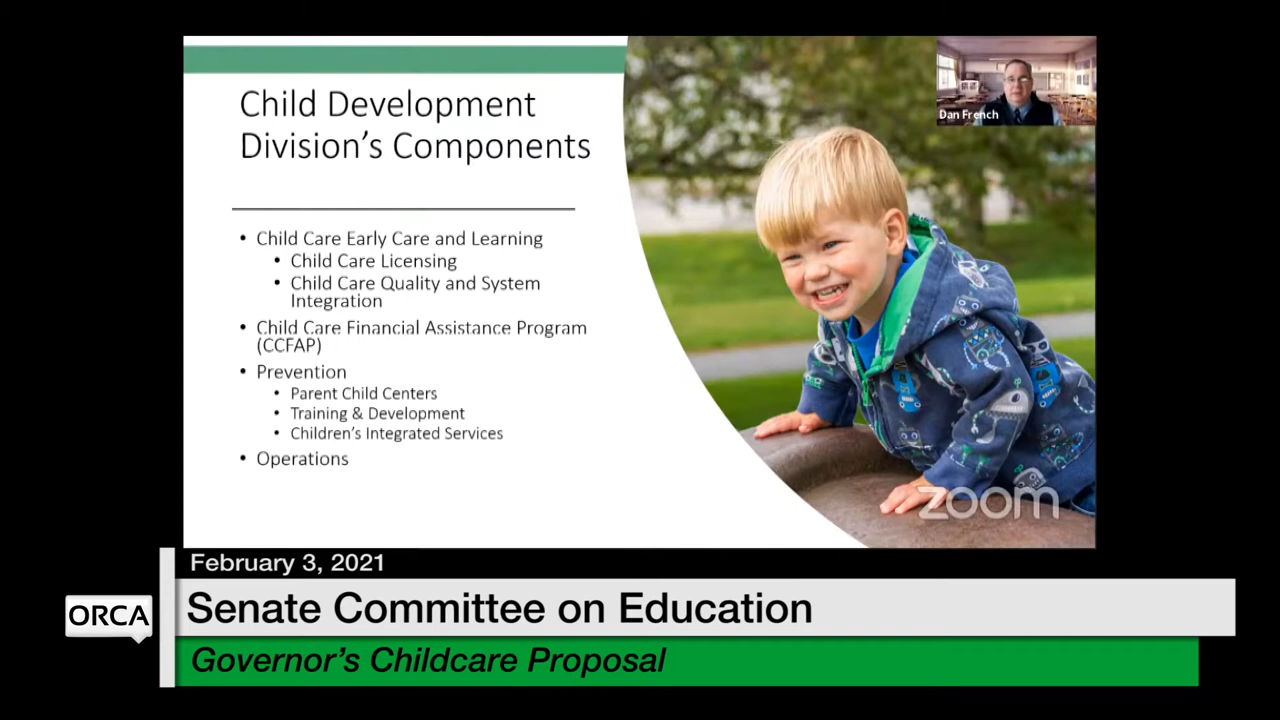 Child Development
Division's Components
Dan French
• Child Care Early Care and Learning
• Child Care Licensing
• Child Care Quality and System
Integration
• Child Care Financial Assistance Program
(CCFAP)
• Prevention
• Parent Child Centers
• Training & Development
• Children's Integrated Services
• Operations
zoom
February 3, 2021
ORCA
Senate Committee on Education
Governor's Childcare Proposal